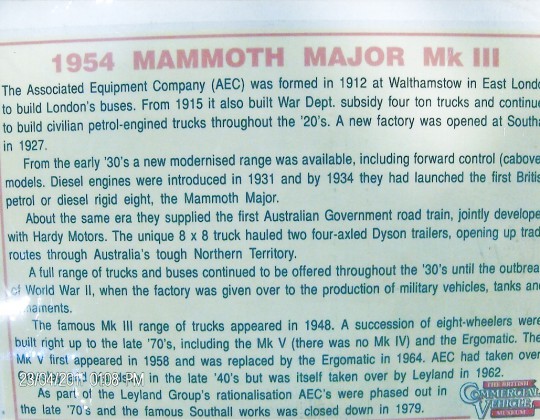 1954 MAMMOTH MAJOR Mk III
The Associated Equipment Company (AEC) was formed in 1912 at Walthamstow in East Lond
to build London's buses. From 1915 it also built War Dept. subsidy four ton trucks and continue
to build civilian petrol-engined trucks throughout the '20's. A new factory was opened at Southa
in 1927.
From the early '30's a new modernised range was available, including forward control (cabove
models. Diesel engines were introduced in 1931 and by 1934 they had launched the first Britis
petrol or diesel rigid eight, the Mammoth Major.
About the same era they supplied the first Australian Government road train, jointly develope
with Hardy Motors. The unique 8 x 8 truck hauled two four-axled Dyson trailers, opening up trad
routes through Australia's tough Northern Territory.
A full range of trucks and buses continued to be offered throughout the '30's until the outbrea
of World War II, when the factory was given over to the production of military vehicles, tanks an
naments.
The famous Mk III range of trucks appeared in 1948. A succession of eight-wheelers were
built right up to the late '70's, including the Mk V (there was no Mk IV) and the Ergomatic. The
Mk V first appeared in 1958 and was replaced by the Ergomatic in 1964. AEC had taken over
in the late '40's but was itself taken over by Leyland in 1962.
As part of the Leyland Group's rationalisation AEC's were phased out in
the late '70's and the famous Southall works was closed down in 1979.
THE BRITISH
COMMERCIAL
VEHICLE
MUSEUM
01:08 PM